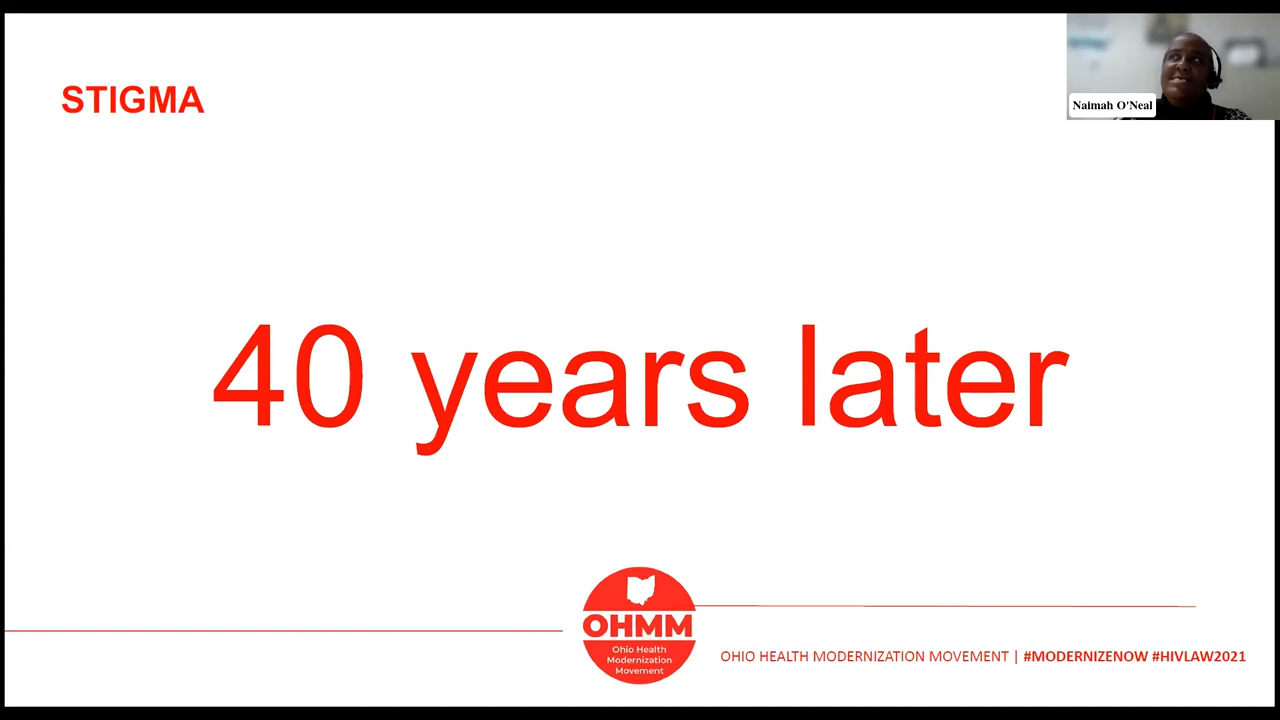 STIGMA
Naimah O'Neal
40 years later
OHMM
Ohio Health
Modernization
Movement
OHIO HEALTH MODERNIZATION MOVEMENT | #MODERNIZENOW #HIVLAW2021